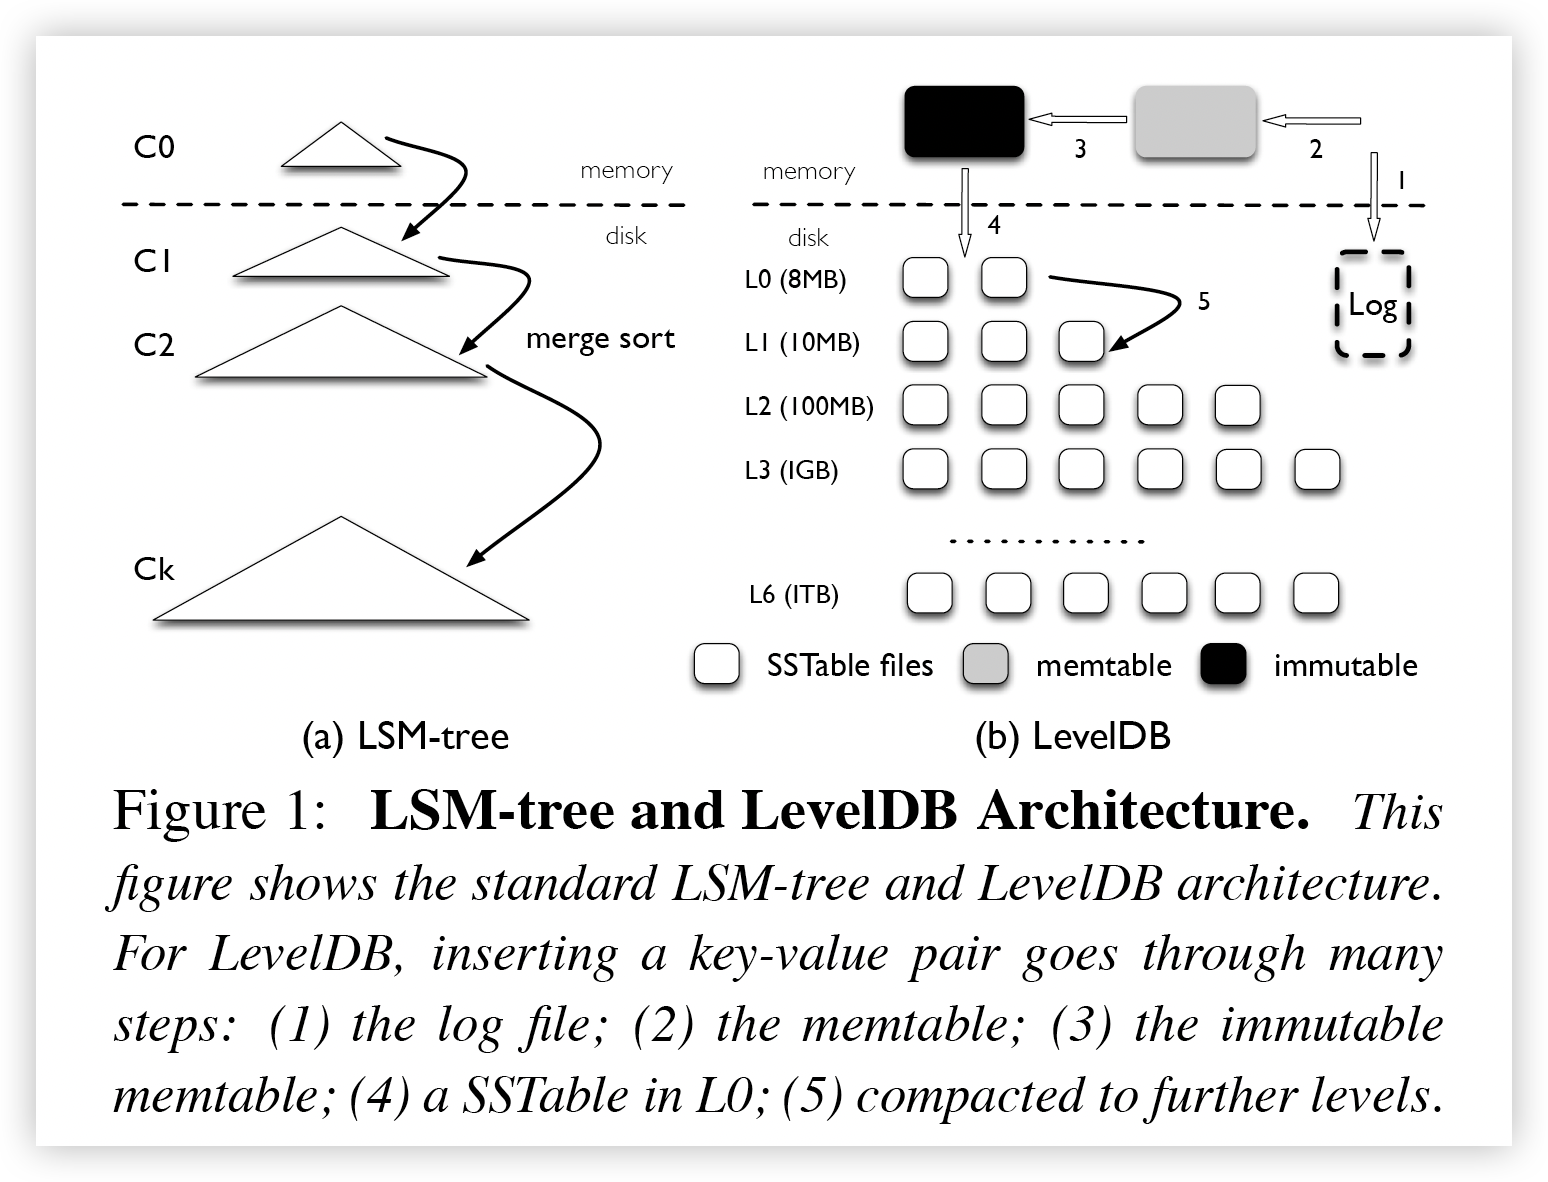 C0
memory
disk
C1
C2
merge sort
Ck
(a) LSM-tree
3
2
1
memory
4
disk
L0 (8MB)
5
Log
L1 (10MB)
L2 (100MB)
L3 (1GB)
..........
L6 (1TB)
SSTable files memtable immutable
(b) LevelDB
Figure 1: LSM-tree and LevelDB Architecture. This
figure shows the standard LSM-tree and LevelDB architecture.
For LevelDB, inserting a key-value pair goes through many
steps: (1) the log file; (2) the memtable; (3) the immutable
memtable; (4) a SSTable in L0; (5) compacted to further levels.